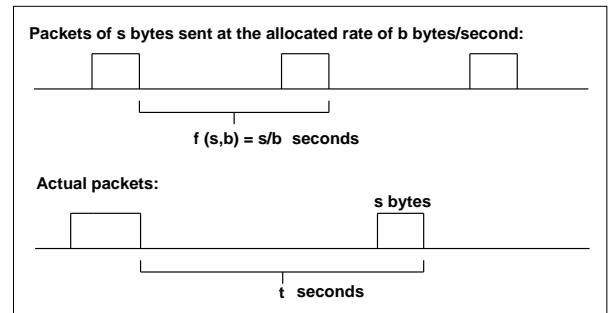 Packets of s bytes sent at the allocated rate of b bytes/second:
f (s,b) = s/b seconds
Actual packets:
s bytes
t seconds